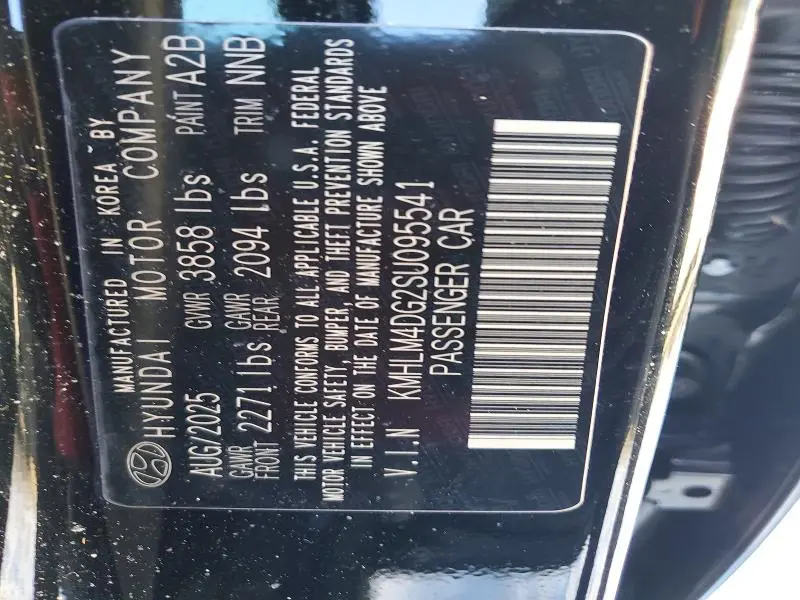 MANUFACTURED IN KOREA BY
HYUNDAI MOTOR COMPANY
AUG/2025 GVWR 3858 lbs PAINT A2B
GAWR FRONT 2271 lbs GAWR REAR 2094 lbs TRIM NNB
THIS VEHICLE CONFORMS TO ALL APPLICABLE U.S.A. FEDERAL
MOTOR VEHICLE SAFETY, BUMPER, AND THEFT PREVENTION STANDARDS
IN EFFECT ON THE DATE OF MANUFACTURE SHOWN ABOVE
V.I.N KMHLM4DG2SU095541
PASSENGER CAR